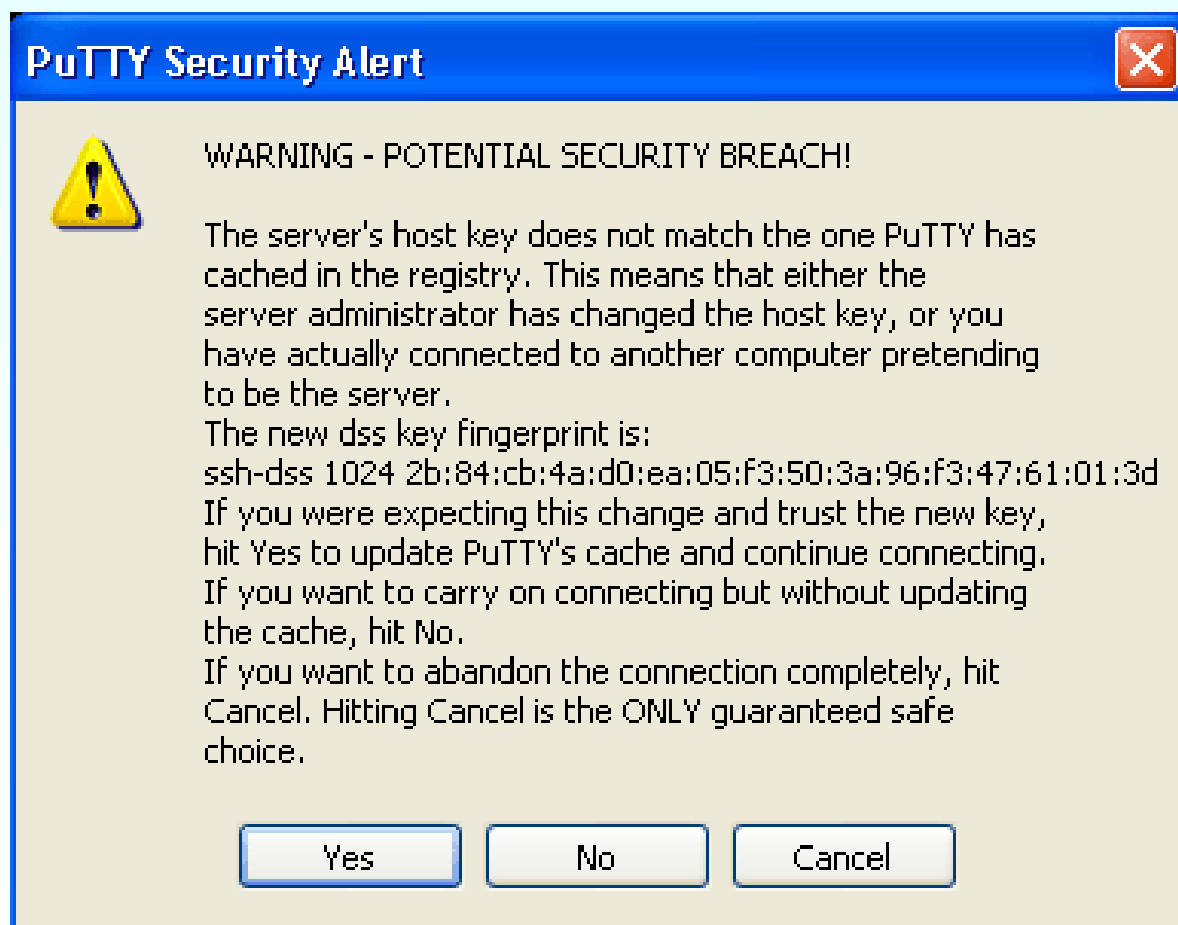 PuTTY Security Alert
WARNING - POTENTIAL SECURITY BREACH!
The server's host key does not match the one PuTTY has
cached in the registry. This means that either the
server administrator has changed the host key, or you
have actually connected to another computer pretending
to be the server.
The new dss key fingerprint is:
ssh-dss 1024 2b:84:cb:4a:d0:ea:05:f3:50:3a:96:f3:47:61:01:3d
If you were expecting this change and trust the new key,
hit Yes to update PuTTY's cache and continue connecting.
If you want to carry on connecting but without updating
the cache, hit No.
If you want to abandon the connection completely, hit
Cancel. Hitting Cancel is the ONLY guaranteed safe
choice.
Yes No Cancel